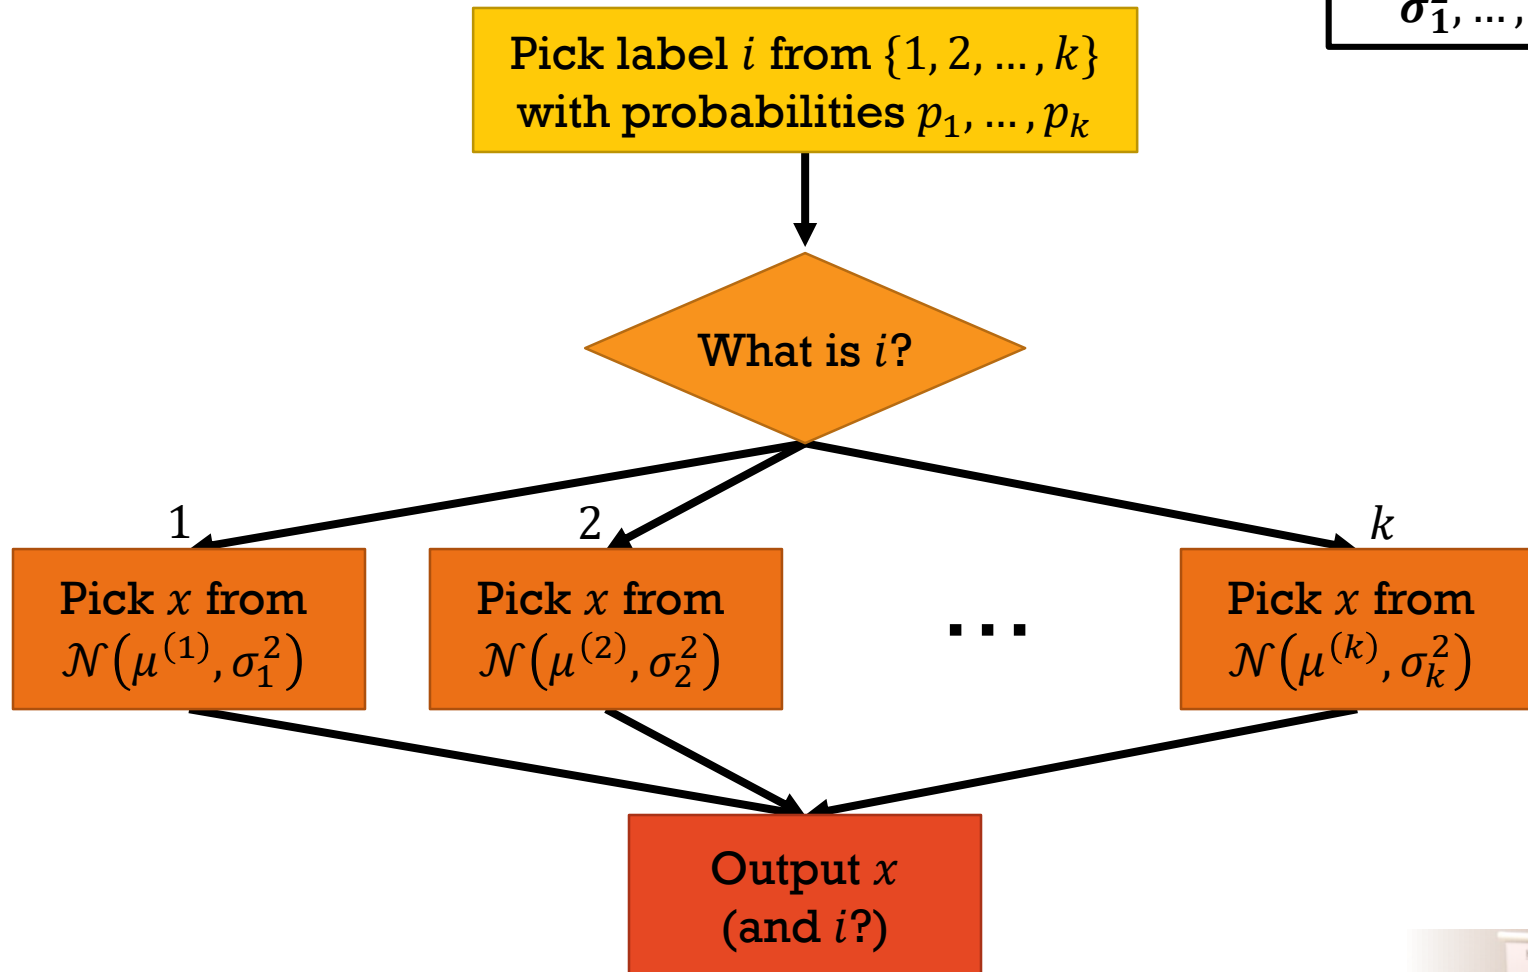 σ₁², …,
Pick label i from {1, 2, …, k}
with probabilities p₁, …, pₖ
What is i?
1
2
k
Pick x from
𝒩(μ⁽¹⁾, σ₁²)
Pick x from
𝒩(μ⁽²⁾, σ₂²)
…
Pick x from
𝒩(μ⁽ᵏ⁾, σₖ²)
Output x
(and i?)